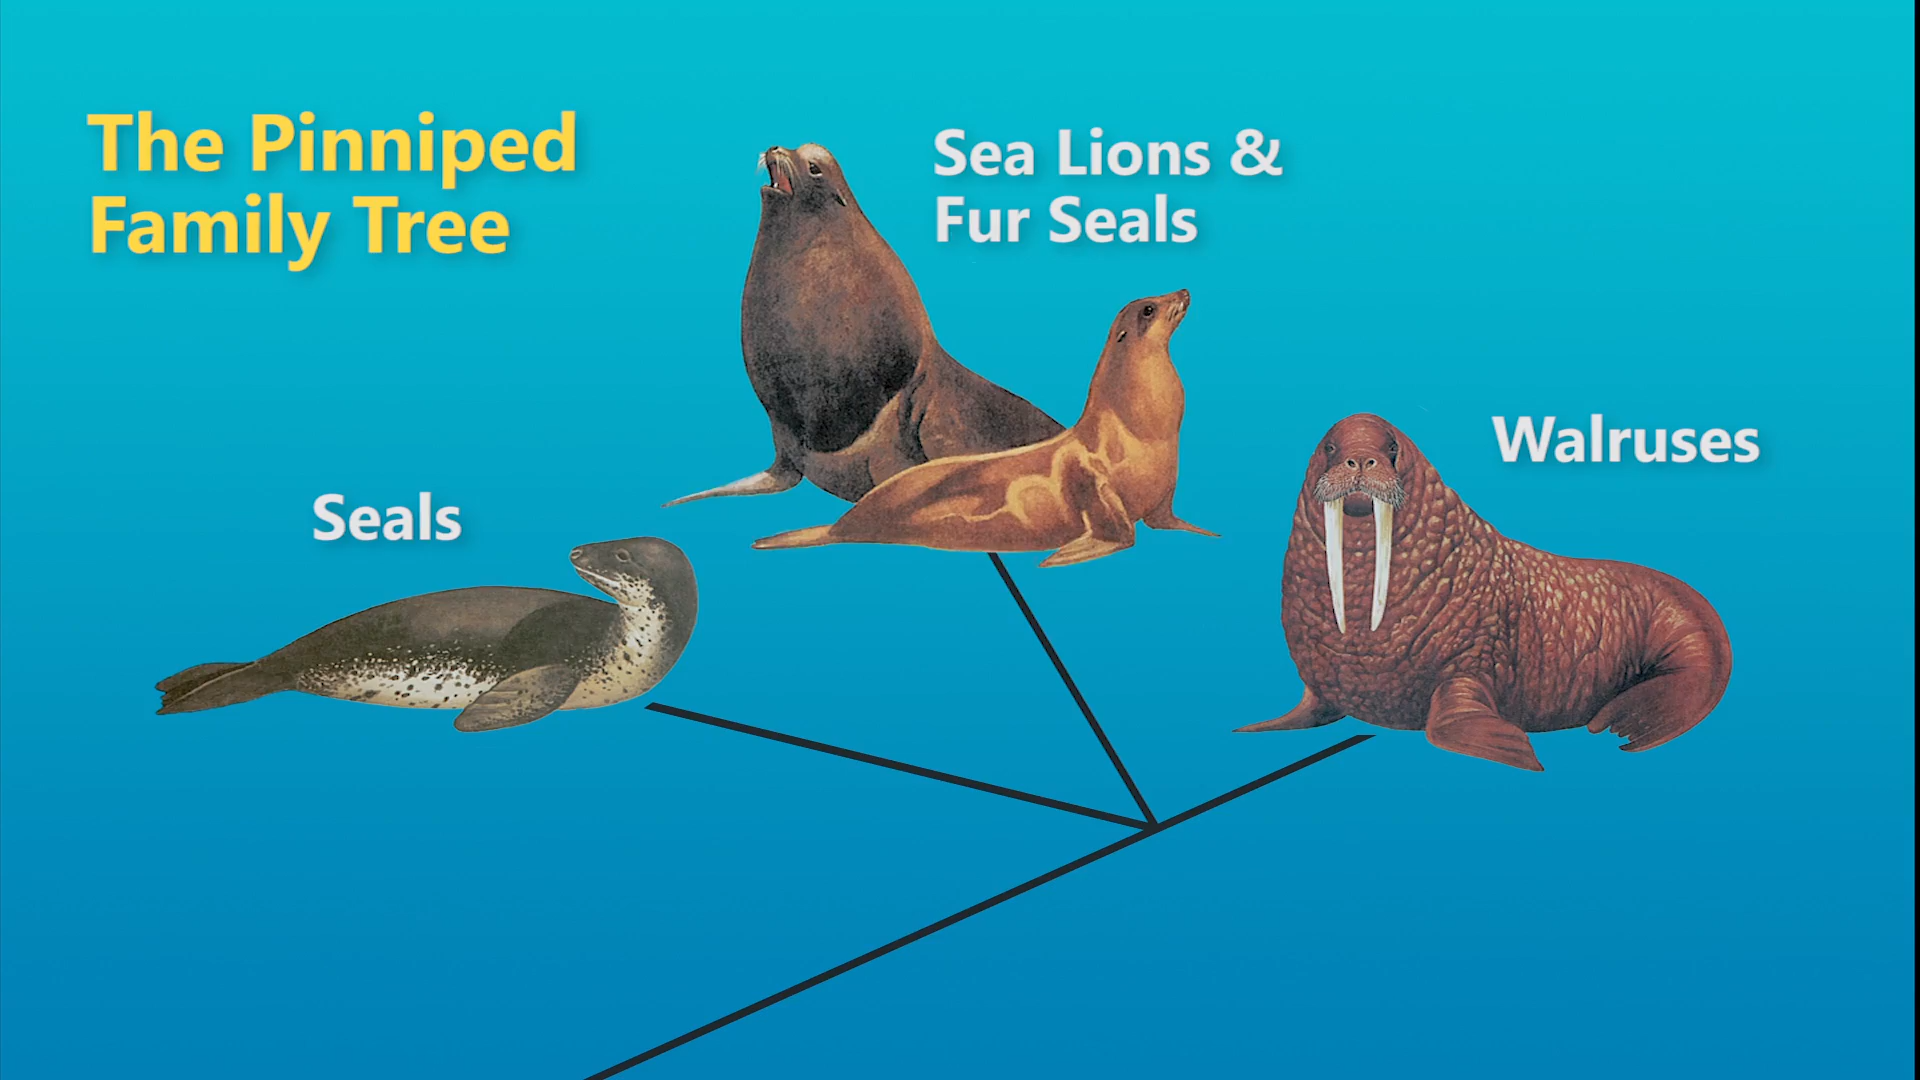 The Pinniped
Family Tree
Sea Lions &
Fur Seals
Walruses
Seals